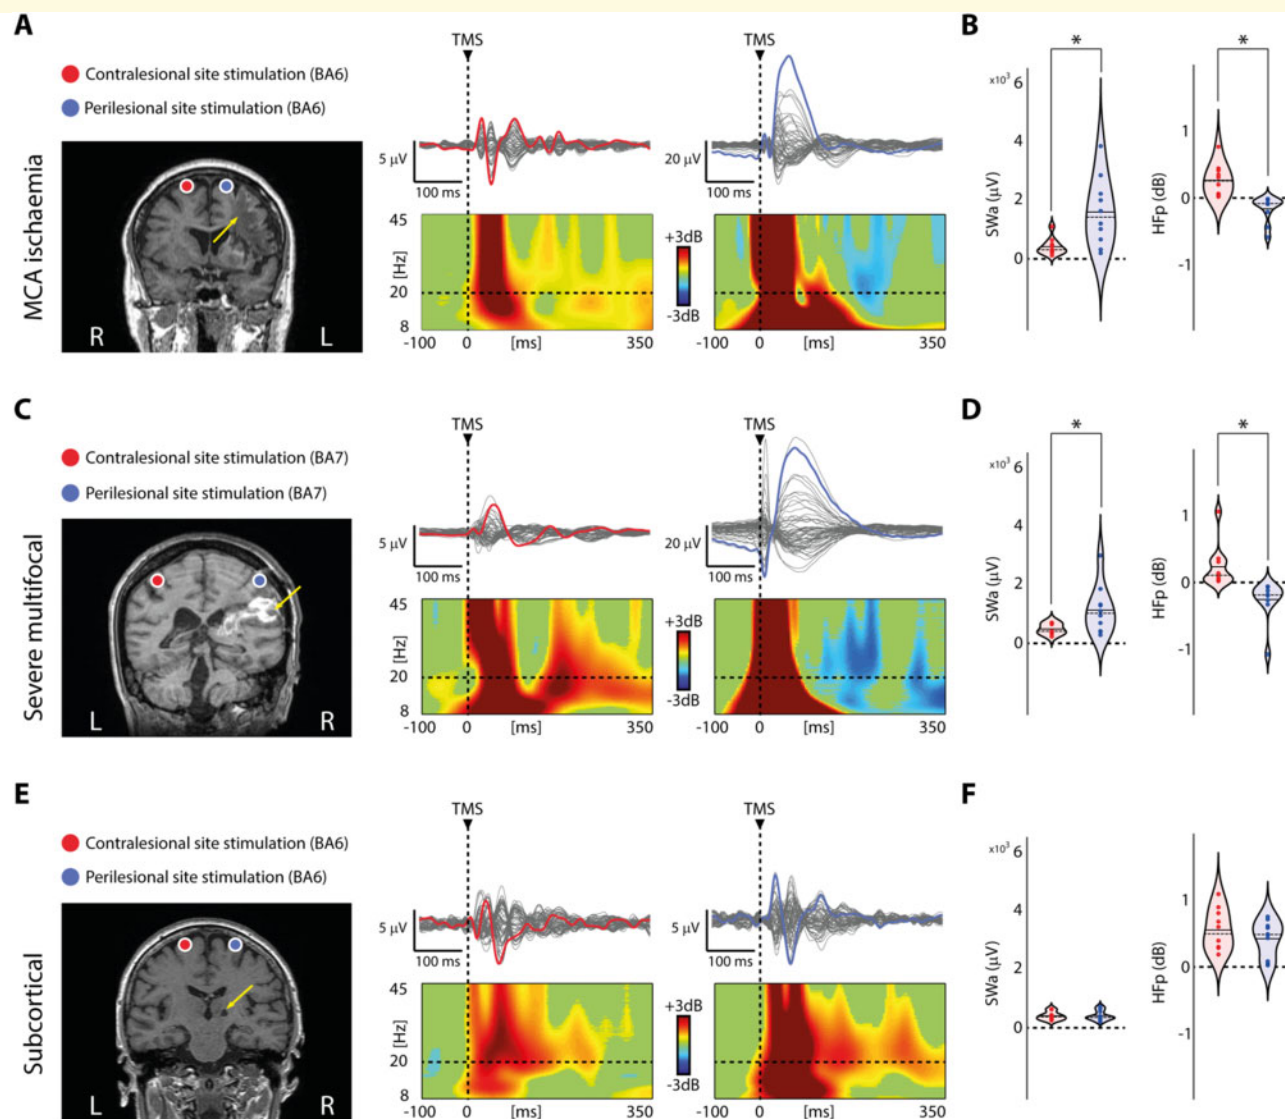 A
MCA ischaemia
Contralesional site stimulation (BA6)
Perilesional site stimulation (BA6)
R
L
TMS
5 μV
100 ms
45
[Hz]
20
8
-100
0
[ms]
350
+3dB
-3dB
TMS
20 μV
100 ms
-100
0
[ms]
350
B
x10³
6
4
2
0
SWa (μV)
*
1
0
-1
HFp (dB)
*
C
Severe multifocal
Contralesional site stimulation (BA7)
Perilesional site stimulation (BA7)
L
R
TMS
5 μV
100 ms
45
[Hz]
20
8
-100
0
[ms]
350
+3dB
-3dB
TMS
20 μV
100 ms
-100
0
[ms]
350
D
x10³
6
4
2
0
SWa (μV)
*
1
0
-1
HFp (dB)
*
E
Subcortical
Contralesional site stimulation (BA6)
Perilesional site stimulation (BA6)
L
R
TMS
5 μV
100 ms
45
[Hz]
20
8
-100
0
[ms]
350
+3dB
-3dB
TMS
5 μV
100 ms
-100
0
[ms]
350
F
x10³
6
4
2
0
SWa (μV)
1
0
-1
HFp (dB)